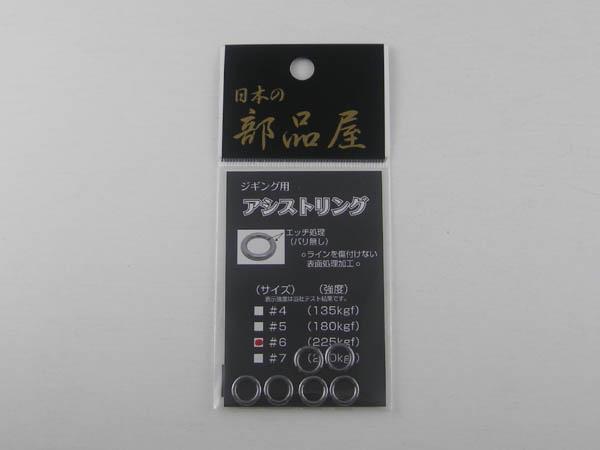 日本の
部品屋
ジギング用
アシストリング
エッヂ処理
(バリ無し)
○ラインを傷付けない
表面処理加工○
(サイズ) (強度)
表示強度は当社テスト結果です。
#4 (135kgf)
#5 (180kgf)
#6 (225kgf)
#7